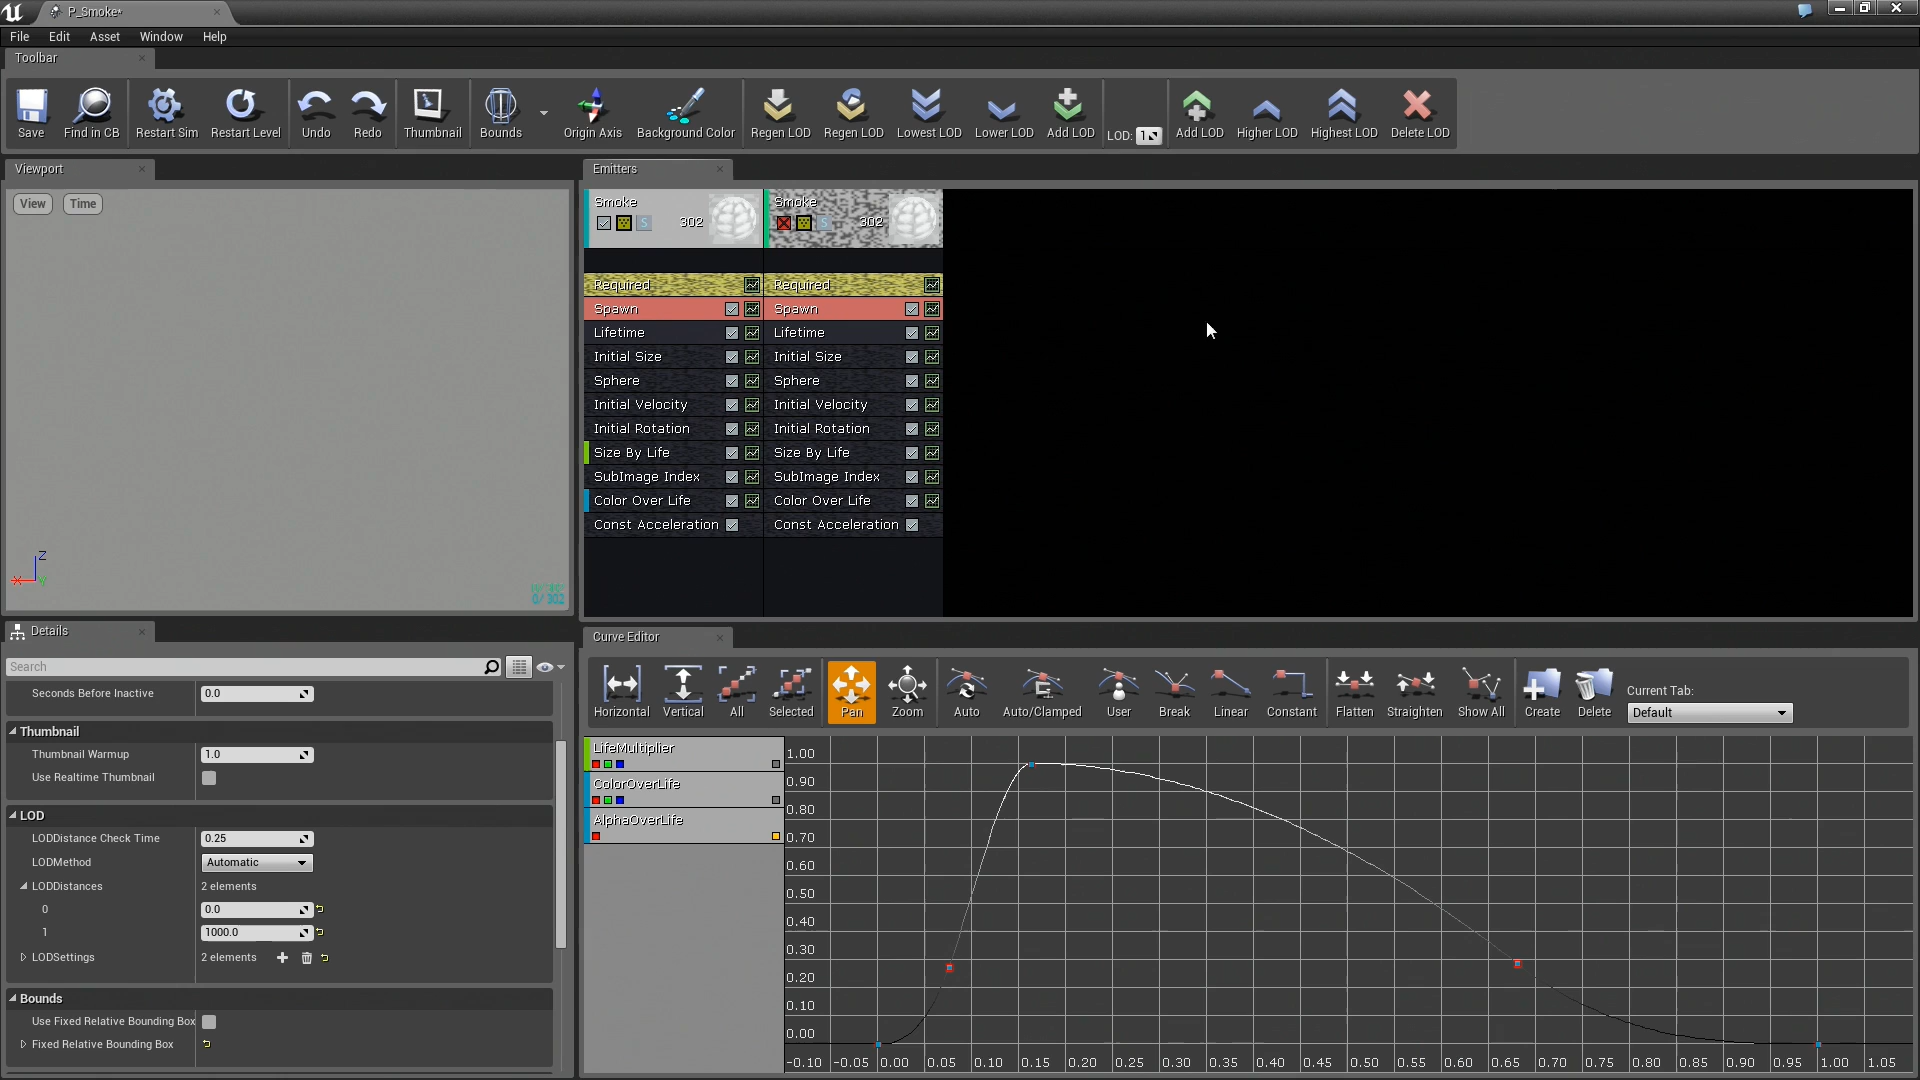 P_Smoke*
File Edit Asset Window Help
Toolbar
Save Find in CB Restart Sim Restart Level Undo Redo Thumbnail Bounds Origin Axis Background Color Regen LOD Regen LOD Lowest LOD Lower LOD Add LOD LOD: 1 Add LOD Higher LOD Highest LOD Delete LOD
Viewport
View Time
Z
X Y
0/ 302
Emitters
Smoke Smoke
S 302 S 302
Required Required
Spawn Spawn
Lifetime Lifetime
Initial Size Initial Size
Sphere Sphere
Initial Velocity Initial Velocity
Initial Rotation Initial Rotation
Size By Life Size By Life
SubImage Index SubImage Index
Color Over Life Color Over Life
Const Acceleration Const Acceleration
Details
Search
Seconds Before Inactive 0.0
Thumbnail
Thumbnail Warmup 1.0
Use Realtime Thumbnail
LOD
LODDistance Check Time 0.25
LODMethod Automatic
LODDistances 2 elements
0 0.0
1 1000.0
LODSettings 2 elements
Bounds
Use Fixed Relative Bounding Box
Fixed Relative Bounding Box
Curve Editor
Horizontal Vertical All Selected Pan Zoom Auto Auto/Clamped User Break Linear Constant Flatten Straighten Show All Create Delete
Current Tab:
Default
LifeMultiplier
ColorOverLife
AlphaOverLife
1.00
0.90
0.80
0.70
0.60
0.50
0.40
0.30
0.20
0.10
0.00
-0.10 -0.05 0.00 0.05 0.10 0.15 0.20 0.25 0.30 0.35 0.40 0.45 0.50 0.55 0.60 0.65 0.70 0.75 0.80 0.85 0.90 0.95 1.00 1.05